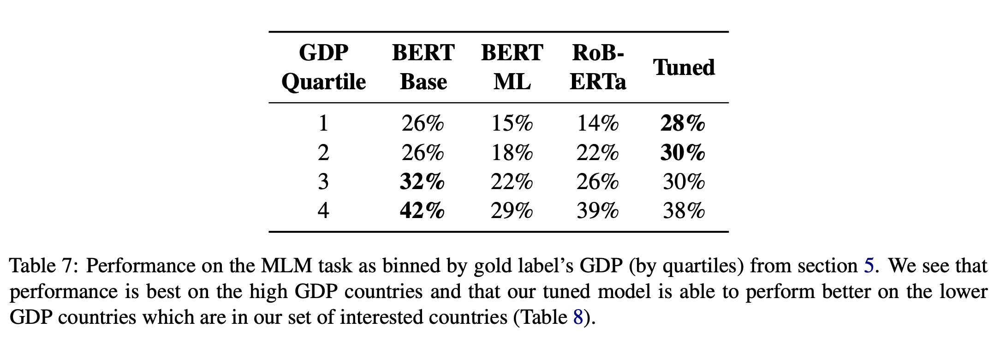 GDP Quartile BERT Base BERT ML RoB-ERTa Tuned
1 26% 15% 14% 28%
2 26% 18% 22% 30%
3 32% 22% 26% 30%
4 42% 29% 39% 38%
Table 7: Performance on the MLM task as binned by gold label's GDP (by quartiles) from section 5. We see that
performance is best on the high GDP countries and that our tuned model is able to perform better on the lower
GDP countries which are in our set of interested countries (Table 8).